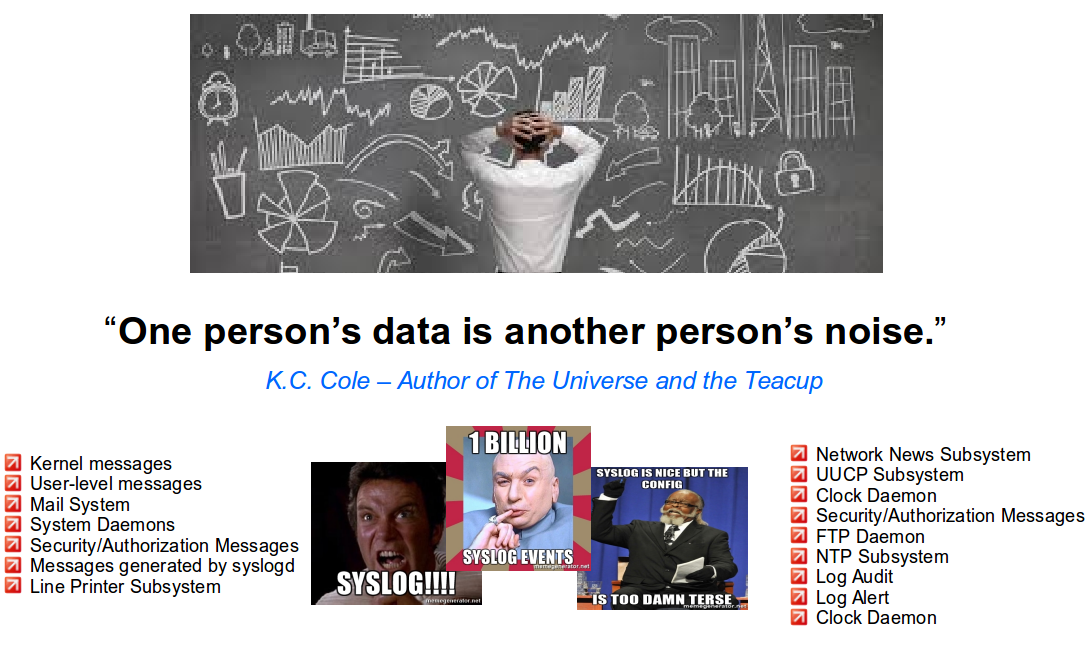 “One person’s data is another person’s noise.”
K.C. Cole – Author of The Universe and the Teacup
Kernel messages
User-level messages
Mail System
System Daemons
Security/Authorization Messages
Messages generated by syslogd
Line Printer Subsystem
SYSLOG!!!!
memegenerator.net
1 BILLION
SYSLOG EVENTS
memegenerator.net
SYSLOG IS NICE BUT THE
CONFIG
IS TOO DAMN TERSE
memegenerator.net
Network News Subsystem
UUCP Subsystem
Clock Daemon
Security/Authorization Messages
FTP Daemon
NTP Subsystem
Log Audit
Log Alert
Clock Daemon